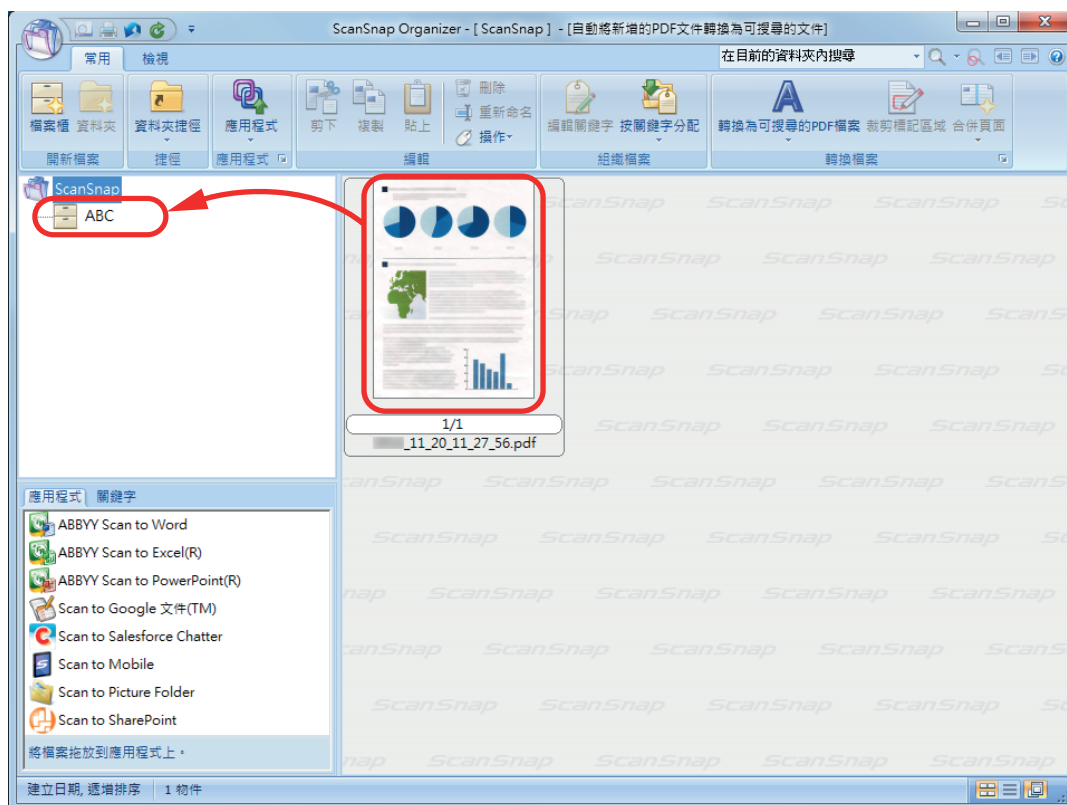 ScanSnap Organizer - [ ScanSnap ] - [自動將新增的PDF文件轉換為可搜尋的文件]
常用 檢視 在目前的資料夾內搜尋
檔案櫃 資料夾 資料夾捷徑 應用程式 剪下 複製 貼上 刪除 重新命名 操作 編輯關鍵字 按關鍵字分配 轉換為可搜尋的PDF檔案 裁剪標記區域 合併頁面
開新檔案 捷徑 應用程式 編輯 組織檔案 轉換檔案
ScanSnap
ABC
1/1
_11_20_11_27_56.pdf
應用程式 關鍵字
ABBYY Scan to Word
ABBYY Scan to Excel(R)
ABBYY Scan to PowerPoint(R)
Scan to Google 文件(TM)
Scan to Salesforce Chatter
Scan to Mobile
Scan to Picture Folder
Scan to SharePoint
將檔案拖放到應用程式上。
建立日期, 遞增排序 1 物件